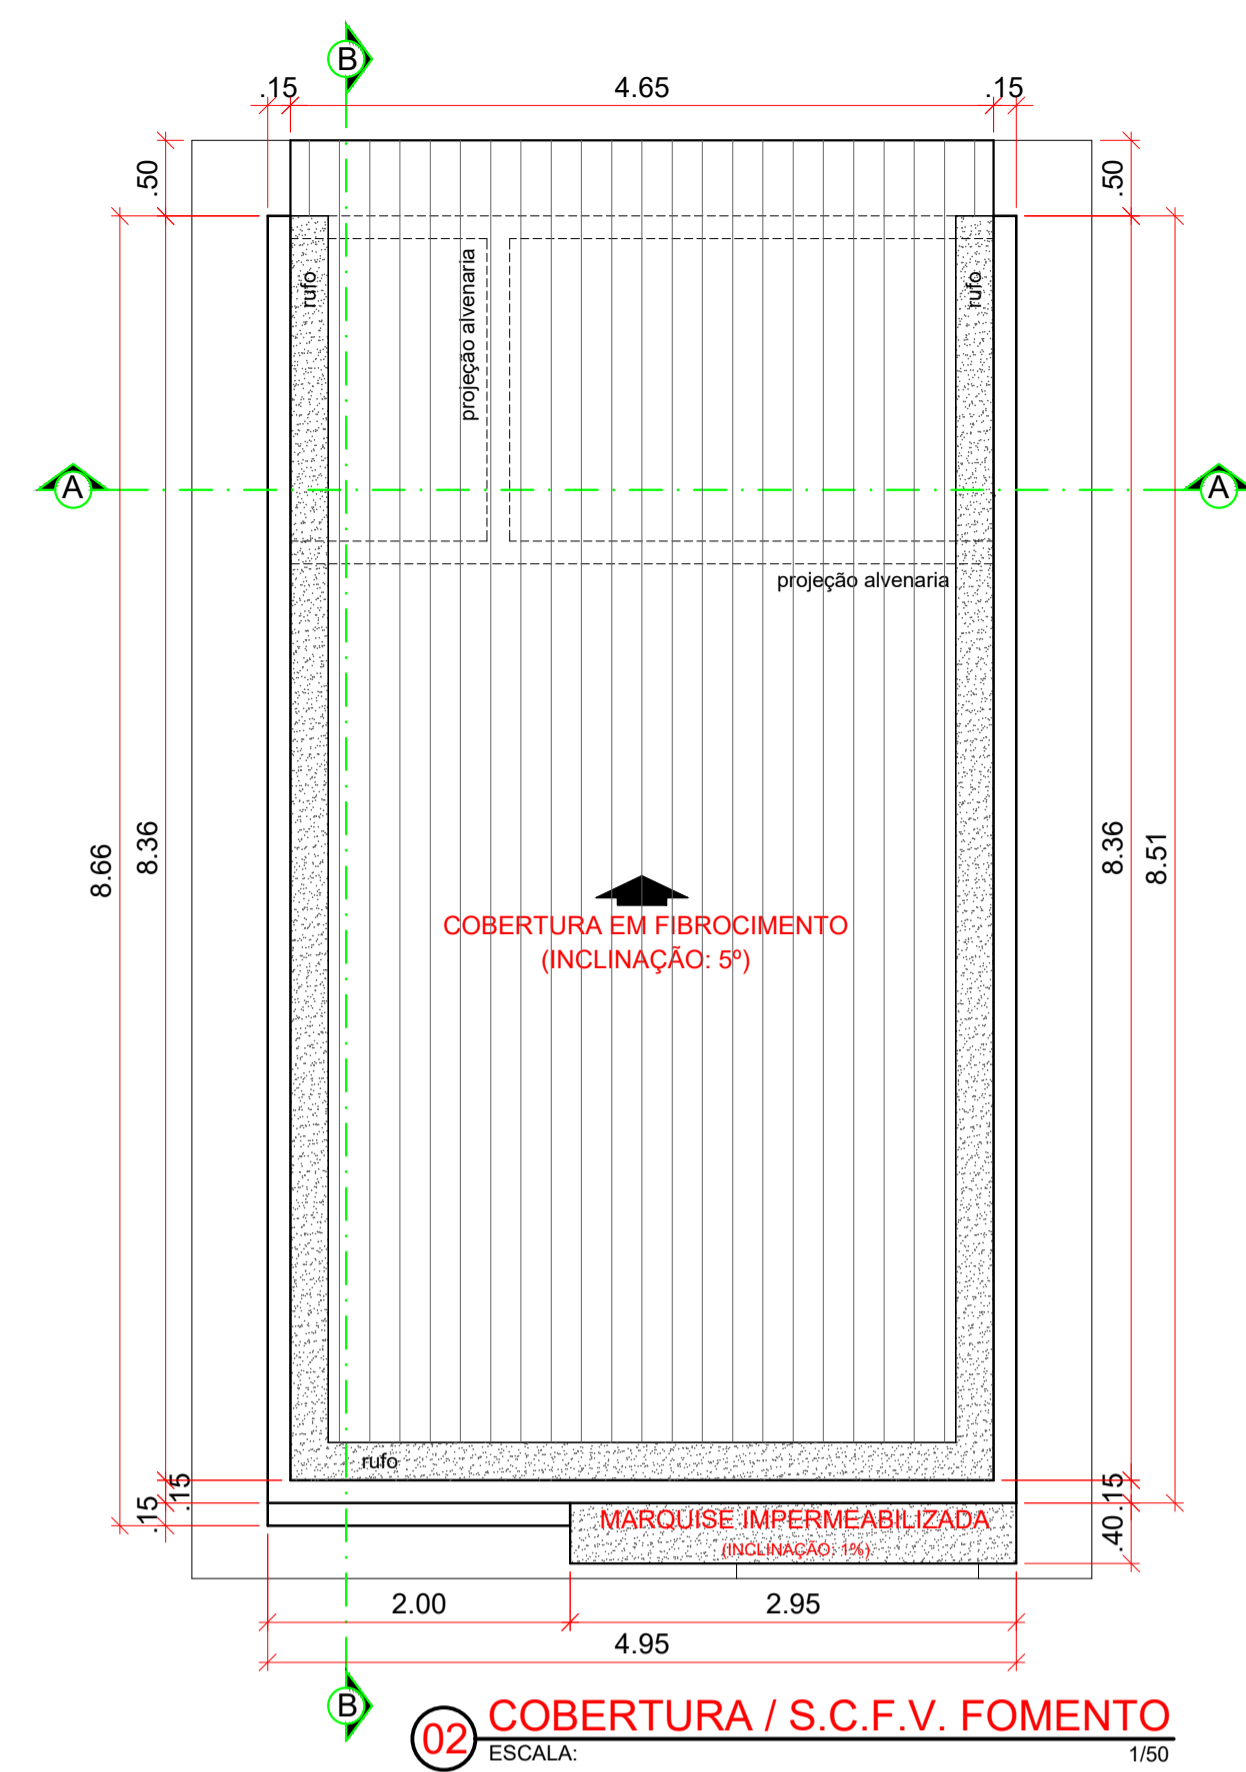 B
.15
4.65
.15
.50
.50
rufo
projeção alvenaria
rufo
A
A
projeção alvenaria
8.66
8.36
8.36
8.51
COBERTURA EM FIBROCIMENTO
(INCLINAÇÃO: 5º)
rufo
.15
.15
.15
.40
MARQUISE IMPERMEABILIZADA
(INCLINAÇÃO: 1%)
2.00
2.95
4.95
B
02
COBERTURA / S.C.F.V. FOMENTO
ESCALA:
1/50